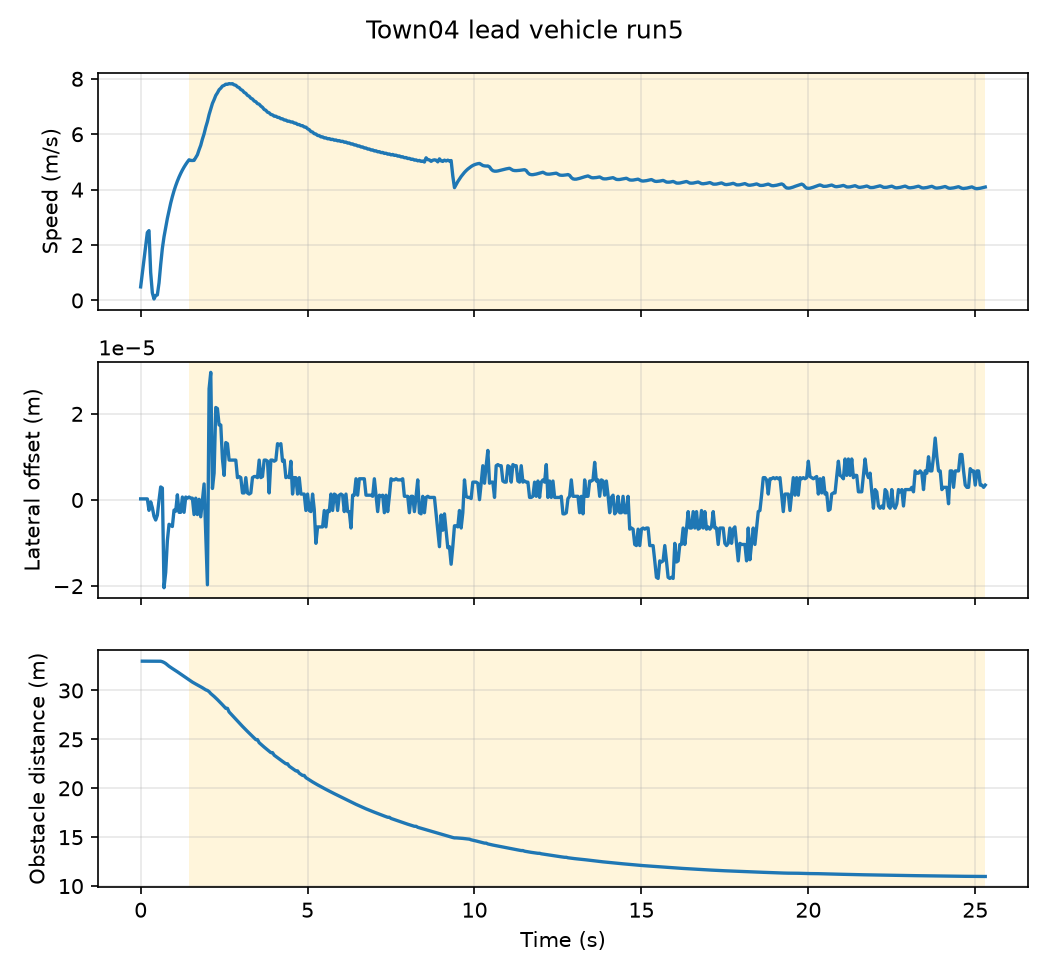 Town04 lead vehicle run5
Speed (m/s)
8
6
4
2
0
1e−5
Lateral offset (m)
2
0
−2
Obstacle distance (m)
30
25
20
15
10
0 5 10 15 20 25
Time (s)